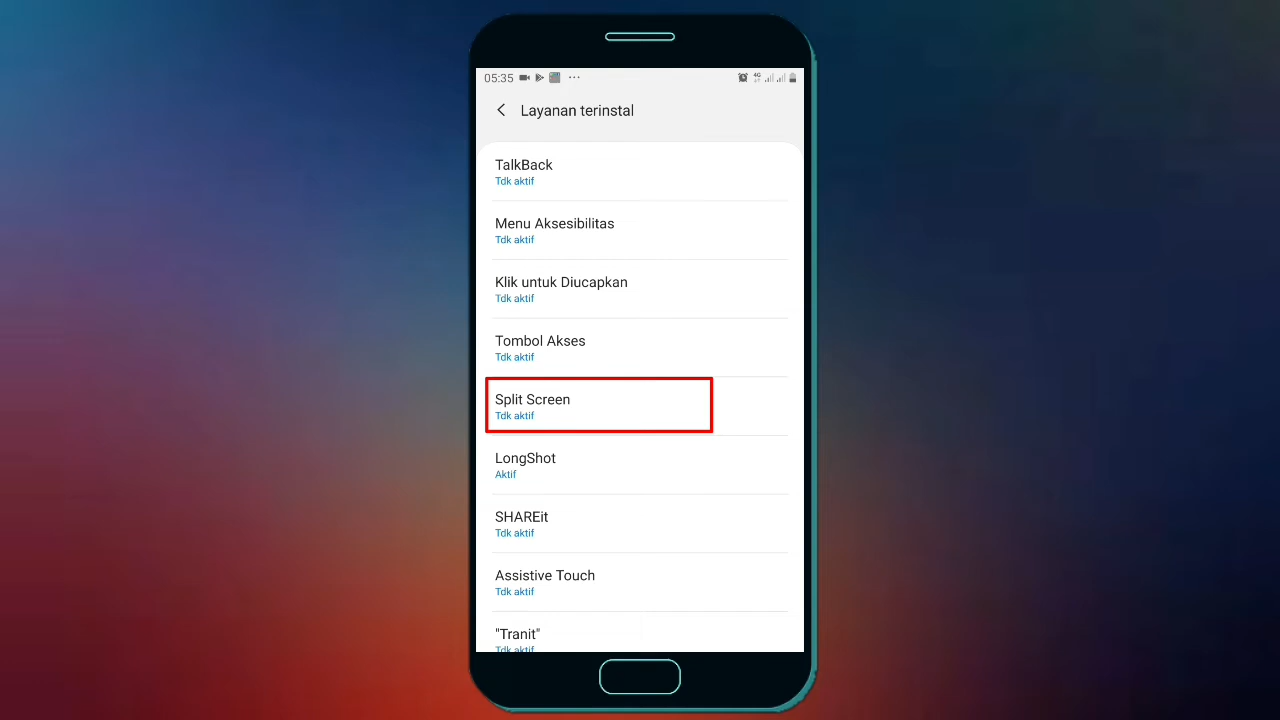 05:35
Layanan terinstal
TalkBack
Tdk aktif
Menu Aksesibilitas
Tdk aktif
Klik untuk Diucapkan
Tdk aktif
Tombol Akses
Tdk aktif
Split Screen
Tdk aktif
LongShot
Aktif
SHAREit
Tdk aktif
Assistive Touch
Tdk aktif
"Tranit"
Tdk aktif